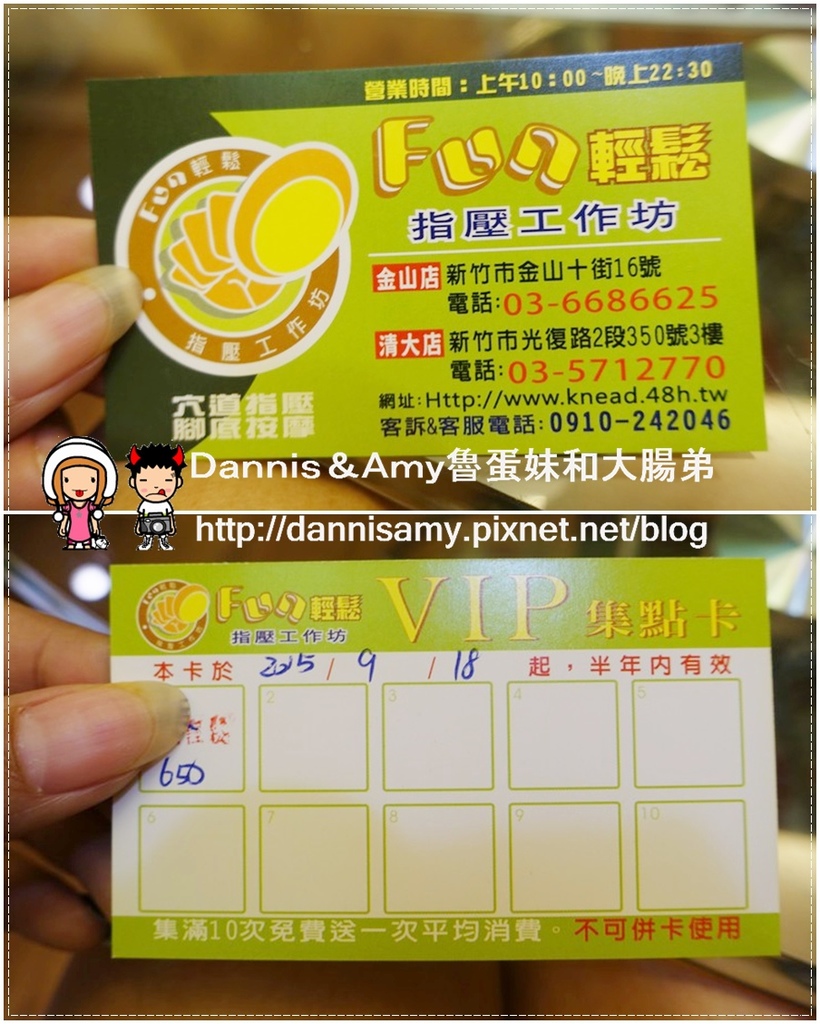 營業時間：上午10：00~晚上22：30
Fun輕鬆
指壓工作坊
Fun輕鬆
指壓工作坊
金山店 新竹市金山十街16號
電話：03-6686625
清大店 新竹市光復路2段350號3樓
電話：03-5712770
網址：Http://www.knead.48h.tw
客訴&客服電話：0910-242046
穴道指壓
腳底按摩
Dannis＆Amy魯蛋妹和大腸弟
http://dannisamy.pixnet.net/blog
Fun輕鬆
指壓工作坊
VIP集點卡
本卡於 2015/9/18 起，半年內有效
2 3 4 5
輕鬆
650
6 7 8 9 10
集滿10次免費送一次平均消費。不可併卡使用